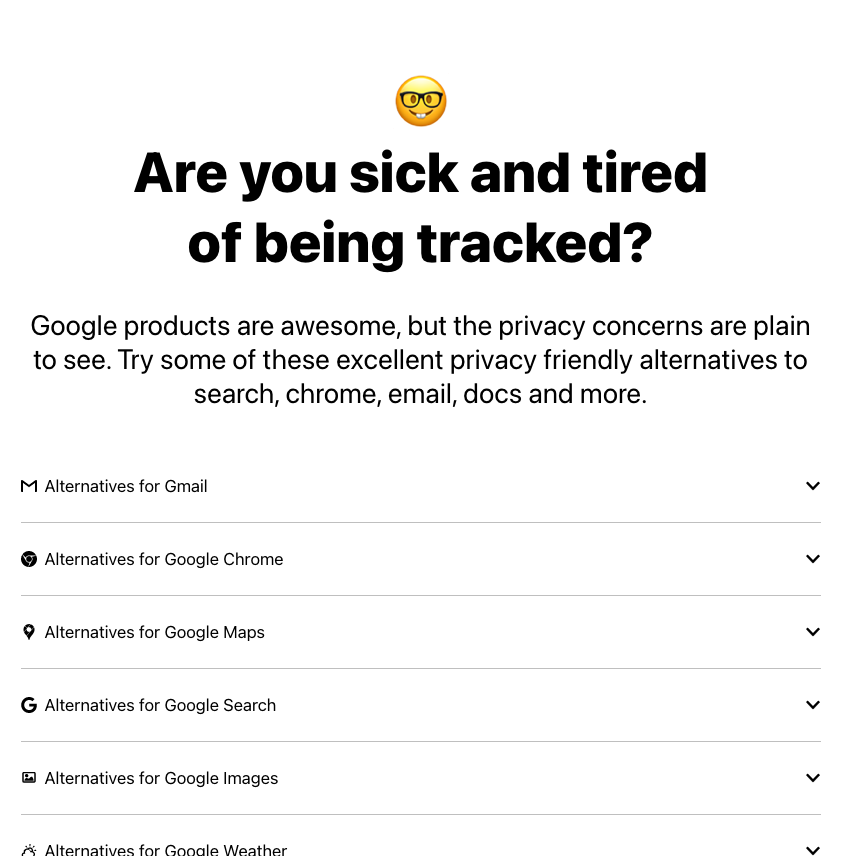 Are you sick and tired
of being tracked?
Google products are awesome, but the privacy concerns are plain
to see. Try some of these excellent privacy friendly alternatives to
search, chrome, email, docs and more.
Alternatives for Gmail
Alternatives for Google Chrome
Alternatives for Google Maps
Alternatives for Google Search
Alternatives for Google Images
Alternatives for Google Weather